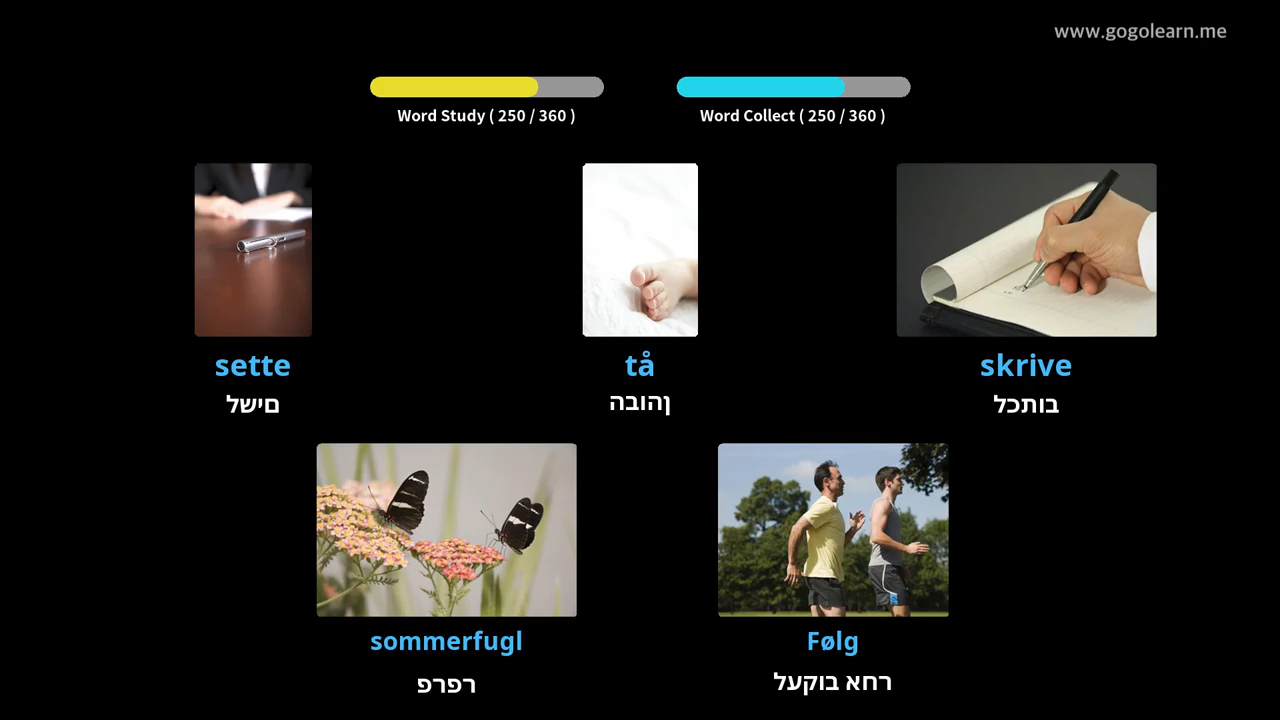 www.gogolearn.me
Word Study ( 250 / 360 )
Word Collect ( 250 / 360 )
sette
לשים
tå
הבוהן
skrive
לכתוב
sommerfugl
פרפר
Følg
לעקוב אחר